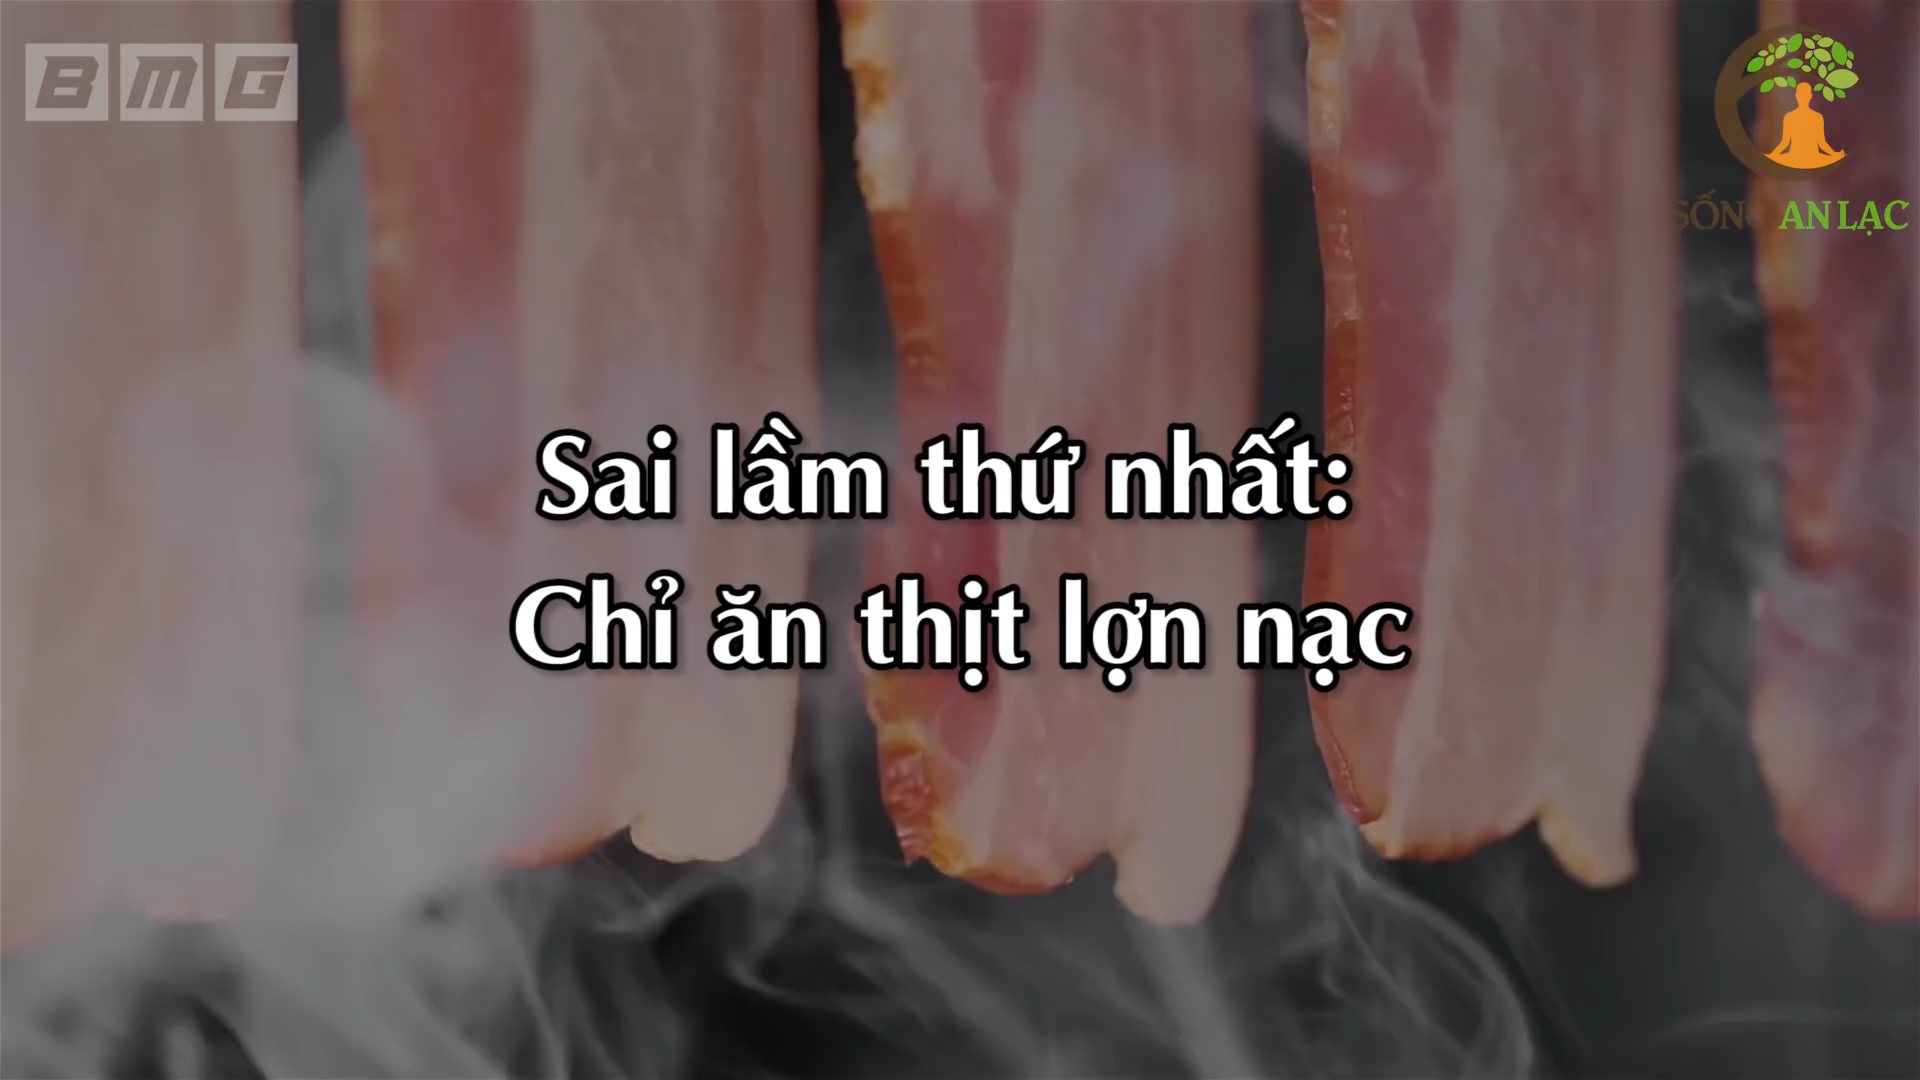 BMG
SỐNG AN LẠC
Sai lầm thứ nhất:
Chỉ ăn thịt lợn nạc